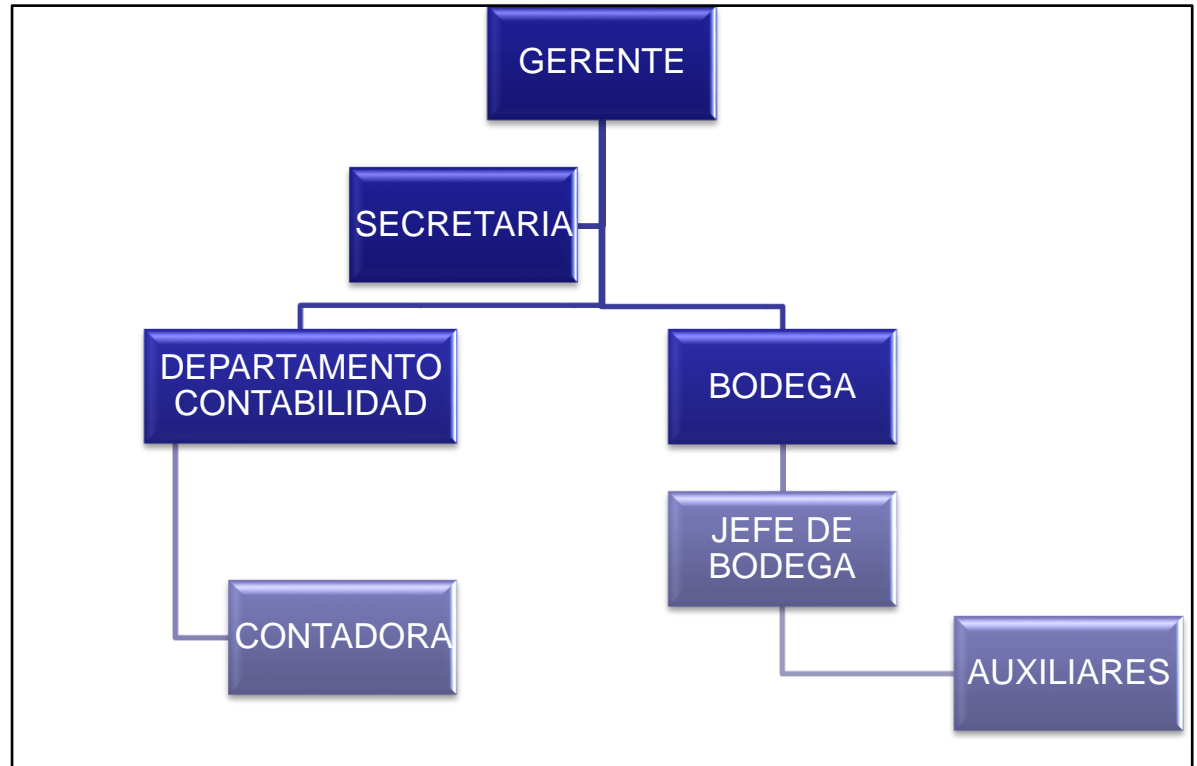 GERENTE
SECRETARIA
DEPARTAMENTO
CONTABILIDAD
BODEGA
JEFE DE
BODEGA
CONTADORA
AUXILIARES